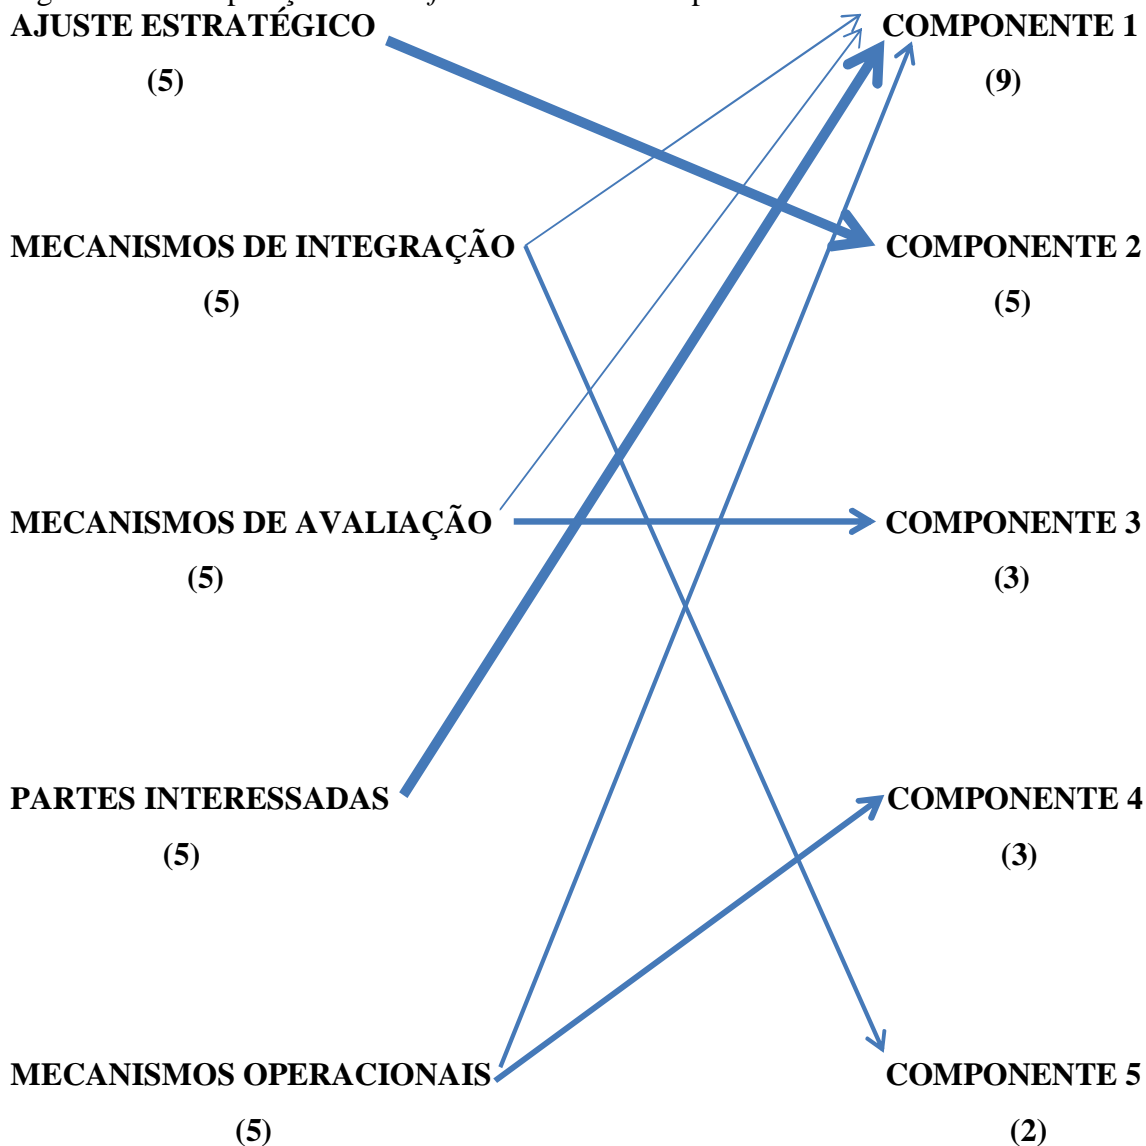 AJUSTE ESTRATÉGICO COMPONENTE 1
(5) (9)
MECANISMOS DE INTEGRAÇÃO COMPONENTE 2
(5) (5)
MECANISMOS DE AVALIAÇÃO COMPONENTE 3
(5) (3)
PARTES INTERESSADAS COMPONENTE 4
(5) (3)
MECANISMOS OPERACIONAIS COMPONENTE 5
(5) (2)